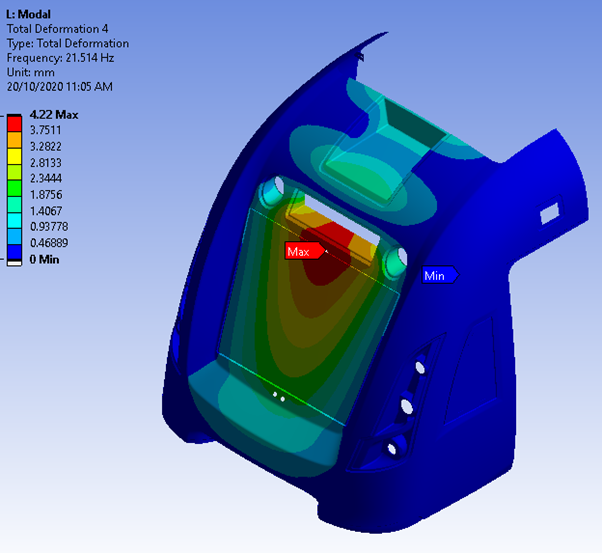 L: Modal
Total Deformation 4
Type: Total Deformation
Frequency: 21.514 Hz
Unit: mm
20/10/2020 11:05 AM
4.22 Max
3.7511
3.2822
2.8133
2.3444
1.8756
1.4067
0.93778
0.46889
0 Min
Max
Min